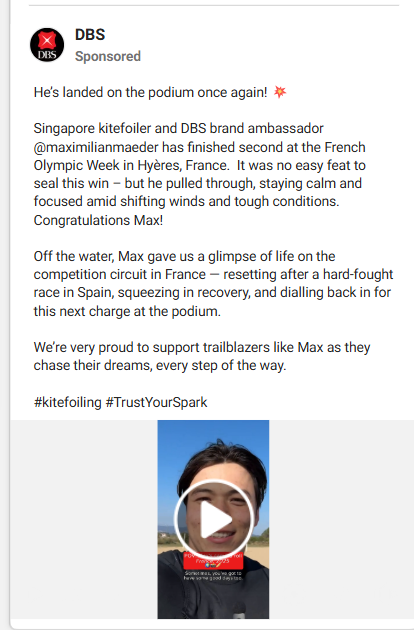 DBS
DBS
Sponsored
He's landed on the podium once again! 💥
Singapore kitefoiler and DBS brand ambassador
@maximilianmaeder has finished second at the French
Olympic Week in Hyères, France.  It was no easy feat to
seal this win – but he pulled through, staying calm and
focused amid shifting winds and tough conditions.
Congratulations Max!
Off the water, Max gave us a glimpse of life on the
competition circuit in France — resetting after a hard-fought
race in Spain, squeezing in recovery, and dialling back in for
this next charge at the podium.
We're very proud to support trailblazers like Max as they
chase their dreams, every step of the way.
#kitefoiling #TrustYourSpark
Sometimes, you've got to
have some good days too.